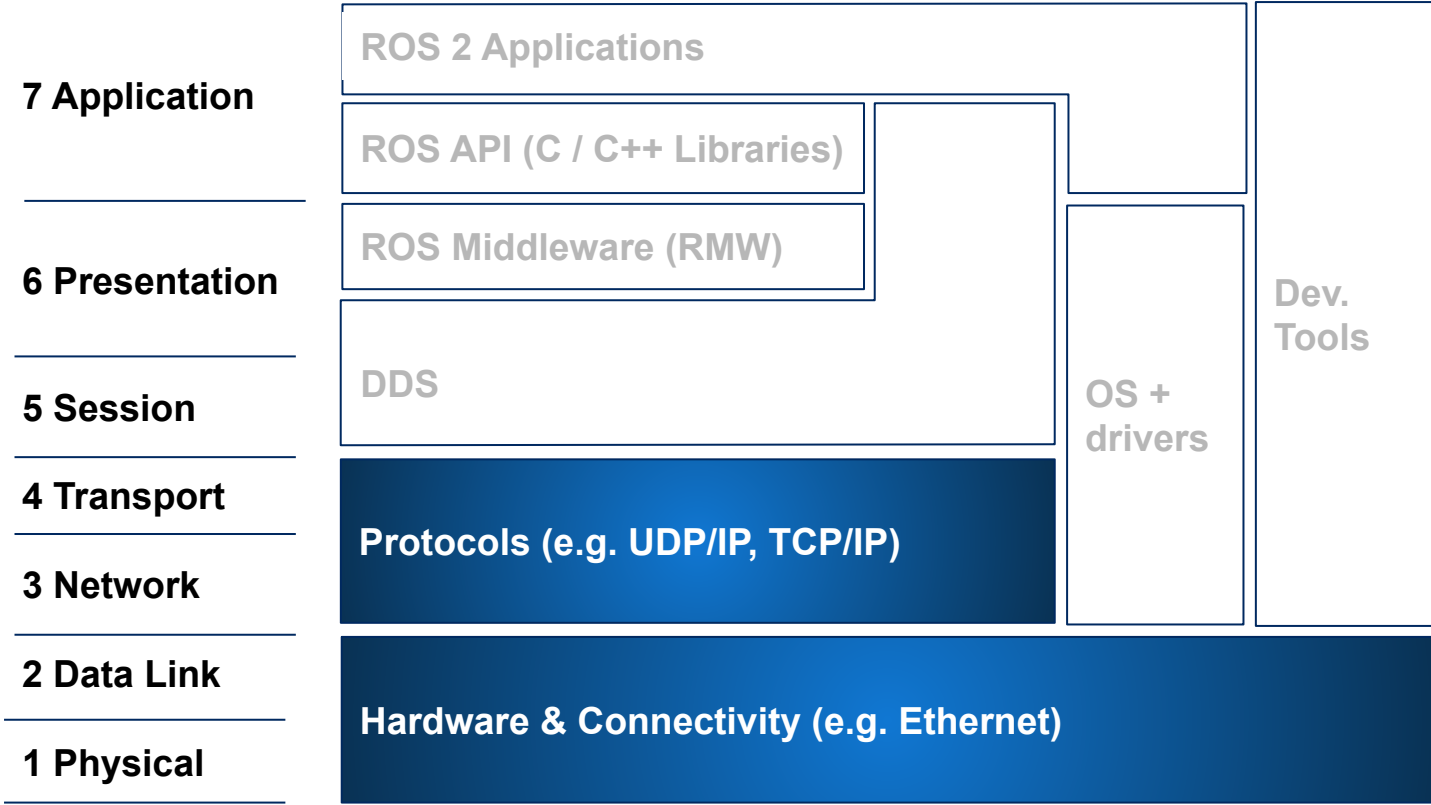 7 Application
6 Presentation
5 Session
4 Transport
3 Network
2 Data Link
1 Physical
ROS 2 Applications
ROS API (C / C++ Libraries)
ROS Middleware (RMW)
DDS
Protocols (e.g. UDP/IP, TCP/IP)
Hardware & Connectivity (e.g. Ethernet)
OS +
drivers
Dev.
Tools